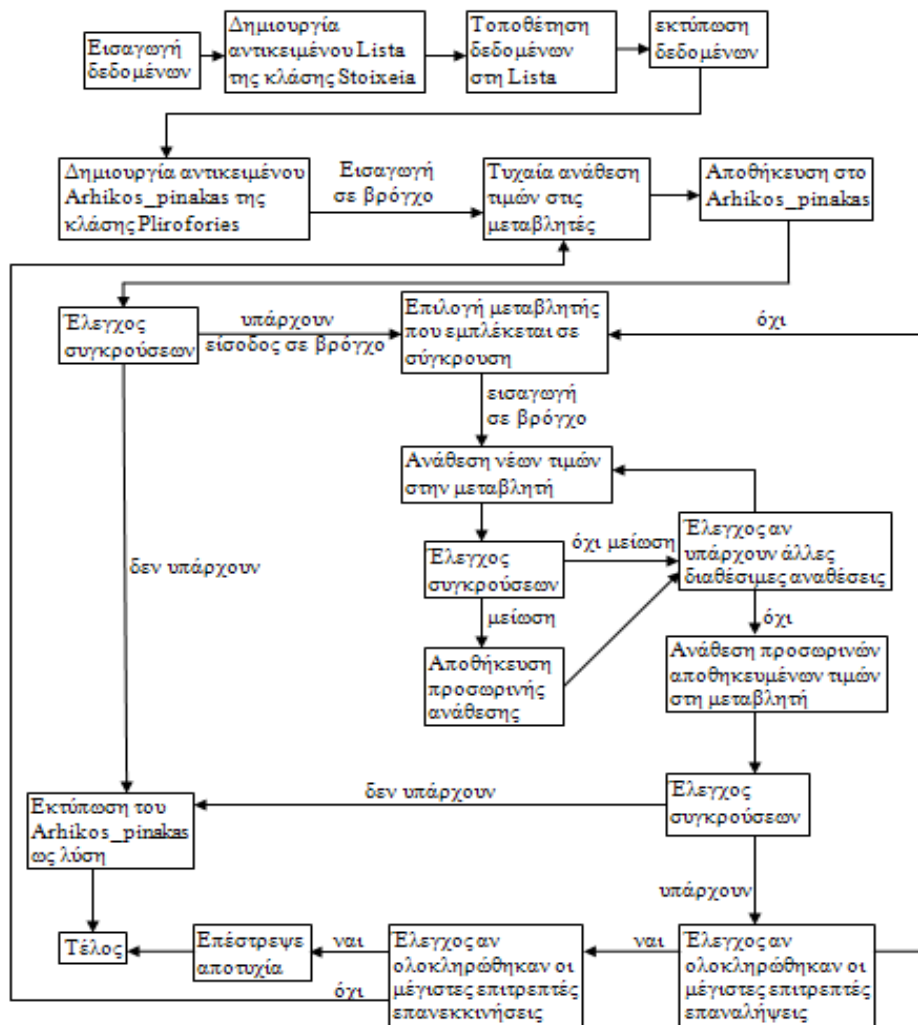 Εισαγωγή
δεδομένων
Δημιουργία
αντικειμένου Lista
της κλάσης Stoixeia
Τοποθέτηση
δεδομένων
στη Lista
εκτύπωση
δεδομένων
Δημιουργία αντικειμένου
Arhikos_pinakas της
κλάσης Plirofories
Εισαγωγή
σε βρόγχο
Τυχαία ανάθεση
τιμών στις
μεταβλητές
Αποθήκευση στο
Arhikos_pinakas
Έλεγχος
συγκρούσεων
υπάρχουν
είσοδος σε βρόγχο
Επιλογή μεταβλητής
που εμπλέκεται σε
σύγκρουση
όχι
εισαγωγή
σε βρόγχο
Ανάθεση νέων τιμών
στην μεταβλητή
δεν υπάρχουν
Έλεγχος
συγκρούσεων
όχι μείωση
Έλεγχος αν
υπάρχουν άλλες
διαθέσιμες αναθέσεις
μείωση
όχι
Αποθήκευση
προσωρινής
ανάθεσης
Ανάθεση προσωρινών
αποθηκευμένων τιμών
στη μεταβλητή
Εκτύπωση του
Arhikos_pinakas
ως λύση
δεν υπάρχουν
Έλεγχος
συγκρούσεων
υπάρχουν
Τέλος
Επέστρεψε
αποτυχία
ναι
όχι
Έλεγχος αν
ολοκληρώθηκαν οι
μέγιστες επιτρεπτές
επανεκκινήσεις
ναι
Έλεγχος αν
ολοκληρώθηκαν οι
μέγιστες επιτρεπτές
επαναλήψεις